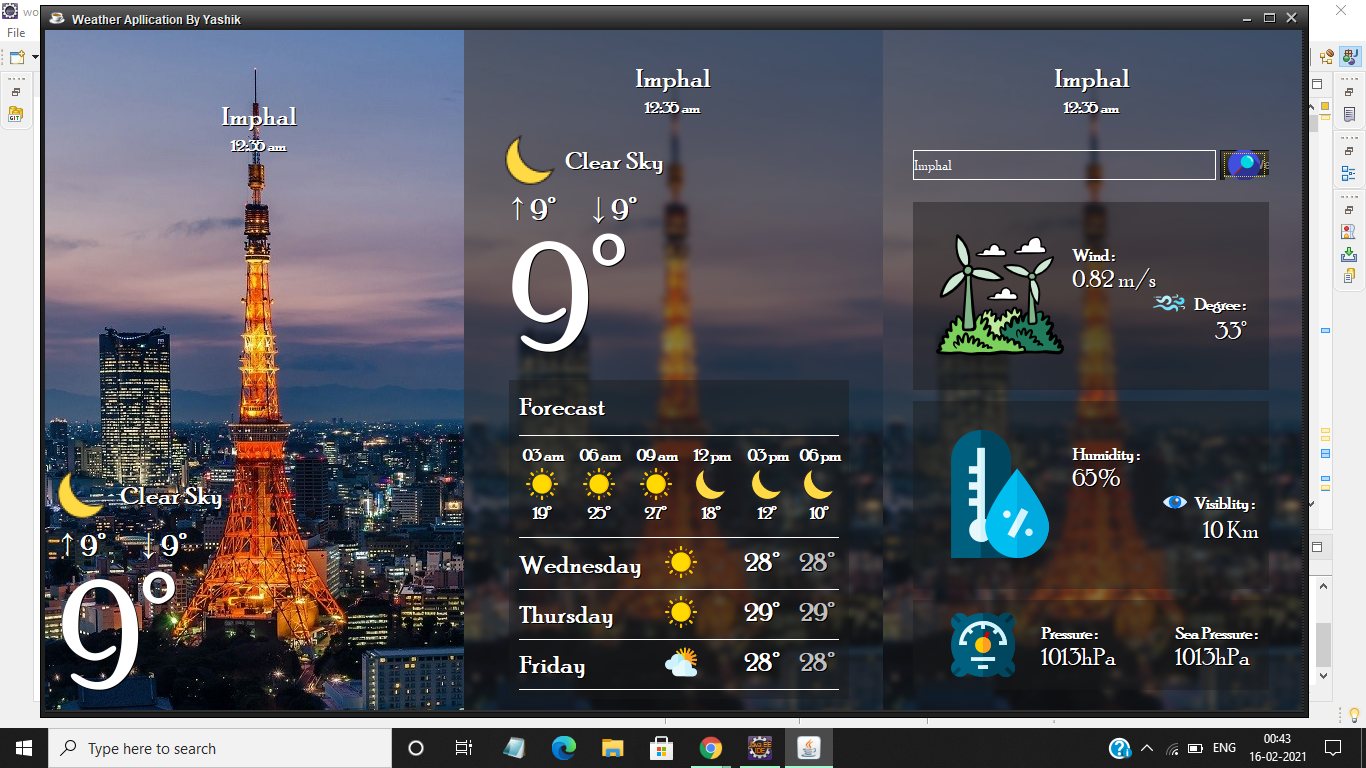 wo
Weather Apllication By Yashik
File
Imphal
12:35 am
Clear Sky
↑ 9° ↓ 9°
9°
Imphal
12:35 am
Clear Sky
↑ 9° ↓ 9°
9°
Forecast
03 am 06 am 09 am 12 pm 03 pm 06 pm
19° 25° 27° 18° 12° 10°
Wednesday 28° 28°
Thursday 29° 29°
Friday 28° 28°
Imphal
12:35 am
Imphal
Wind :
0.82 m/s
Degree :
33°
Humidity :
65%
Visiblity :
10 Km
Pressure : Sea Pressure :
1013hPa 1013hPa
GIT
Type here to search
ENG
00:43
16-02-2021